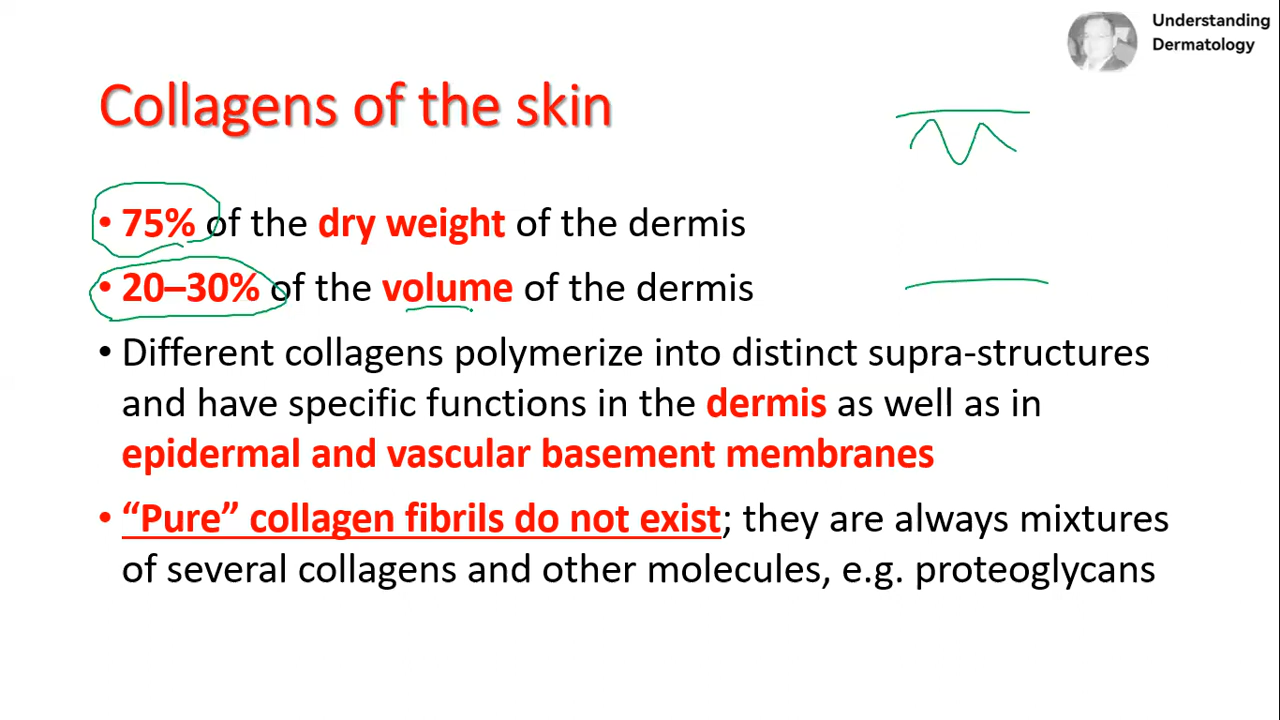 Understanding
Dermatology
Collagens of the skin
• 75% of the dry weight of the dermis
• 20–30% of the volume of the dermis
• Different collagens polymerize into distinct supra-structures
and have specific functions in the dermis as well as in
epidermal and vascular basement membranes
• “Pure” collagen fibrils do not exist; they are always mixtures
of several collagens and other molecules, e.g. proteoglycans